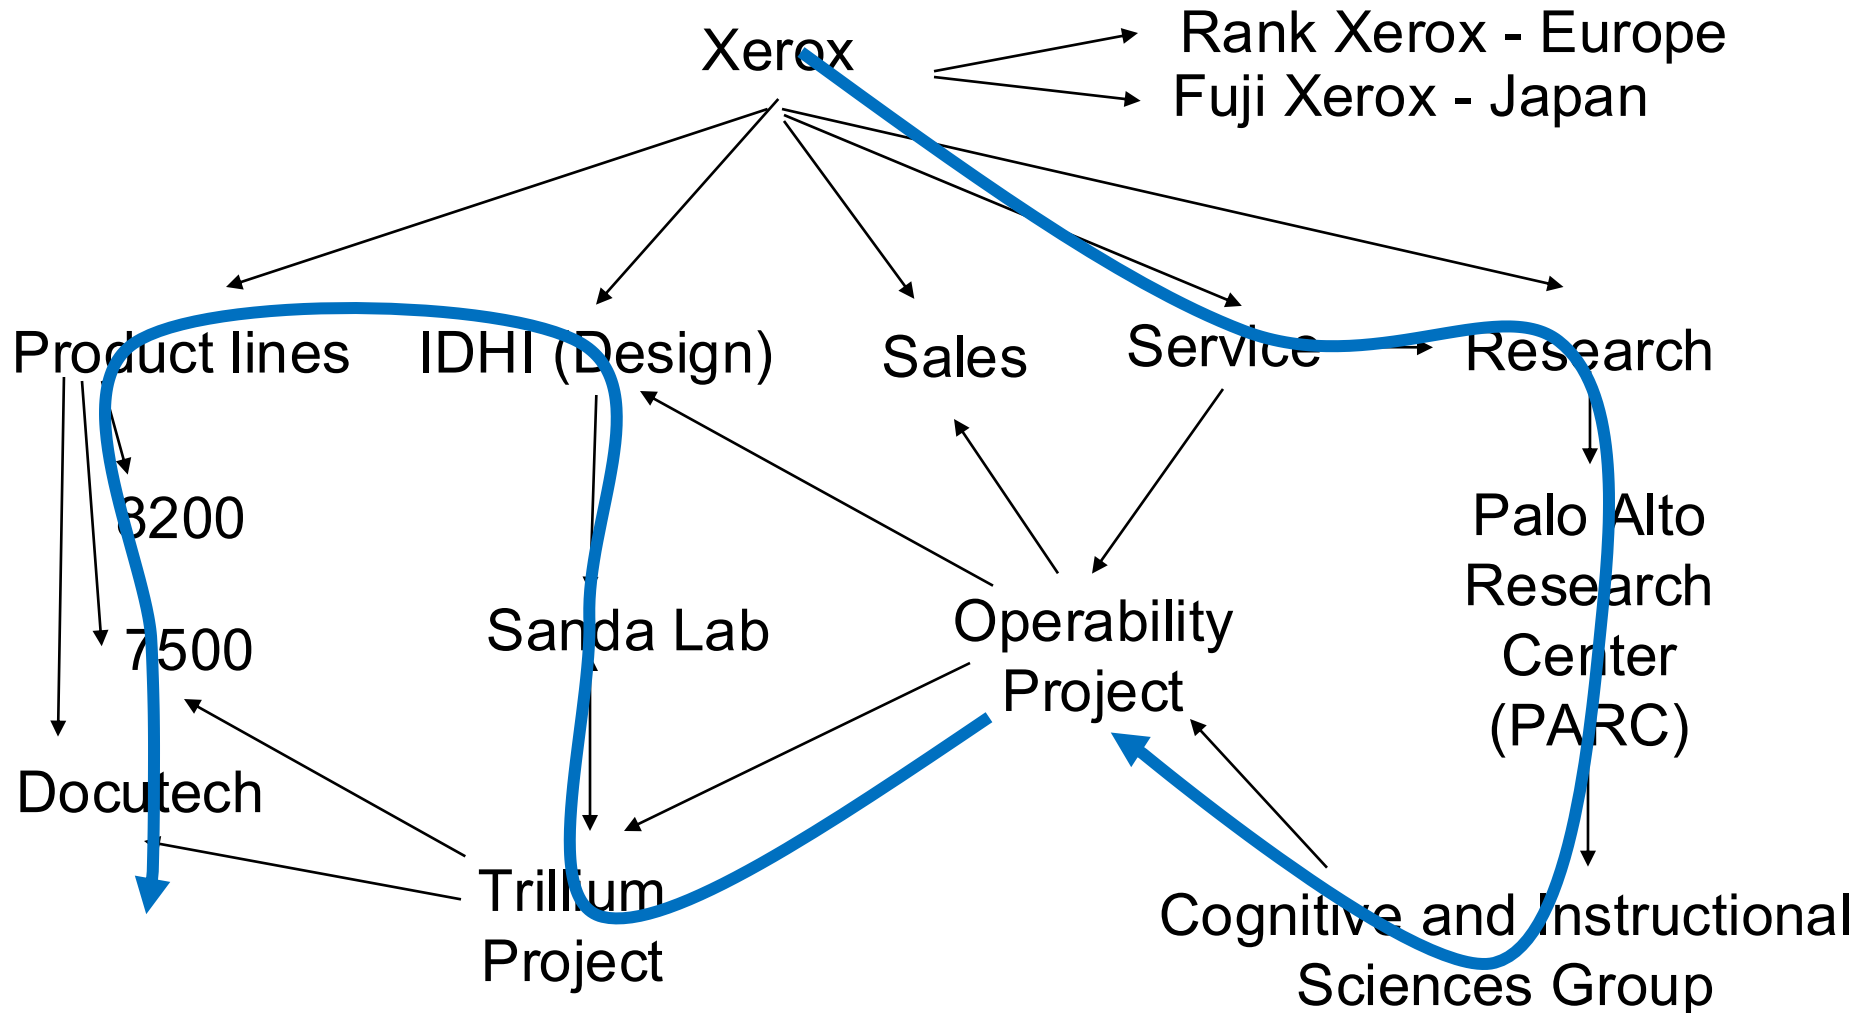 Xerox
Rank Xerox - Europe
Fuji Xerox - Japan
Product lines
IDHI (Design)
Sales
Service
Research
8200
7500
Docutech
Sanda Lab
Trillium
Project
Operability
Project
Palo Alto
Research
Center
(PARC)
Cognitive and Instructional
Sciences Group